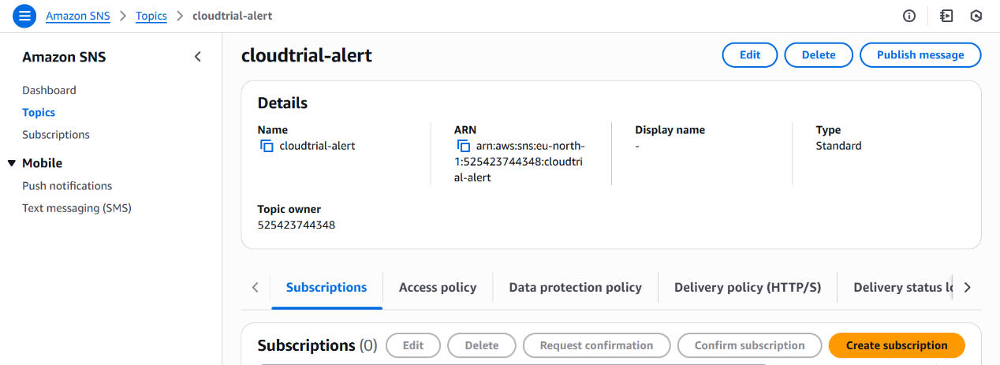 Amazon SNS > Topics > cloudtrial-alert
Amazon SNS
Dashboard
Topics
Subscriptions
Mobile
Push notifications
Text messaging (SMS)
cloudtrial-alert
Edit Delete Publish message
Details
Name
cloudtrial-alert
ARN
arn:aws:sns:eu-north-
1:525423744348:cloudtri
al-alert
Display name
-
Type
Standard
Topic owner
525423744348
Subscriptions Access policy Data protection policy Delivery policy (HTTP/S) Delivery status
Subscriptions (0) Edit Delete Request confirmation Confirm subscription Create subscription